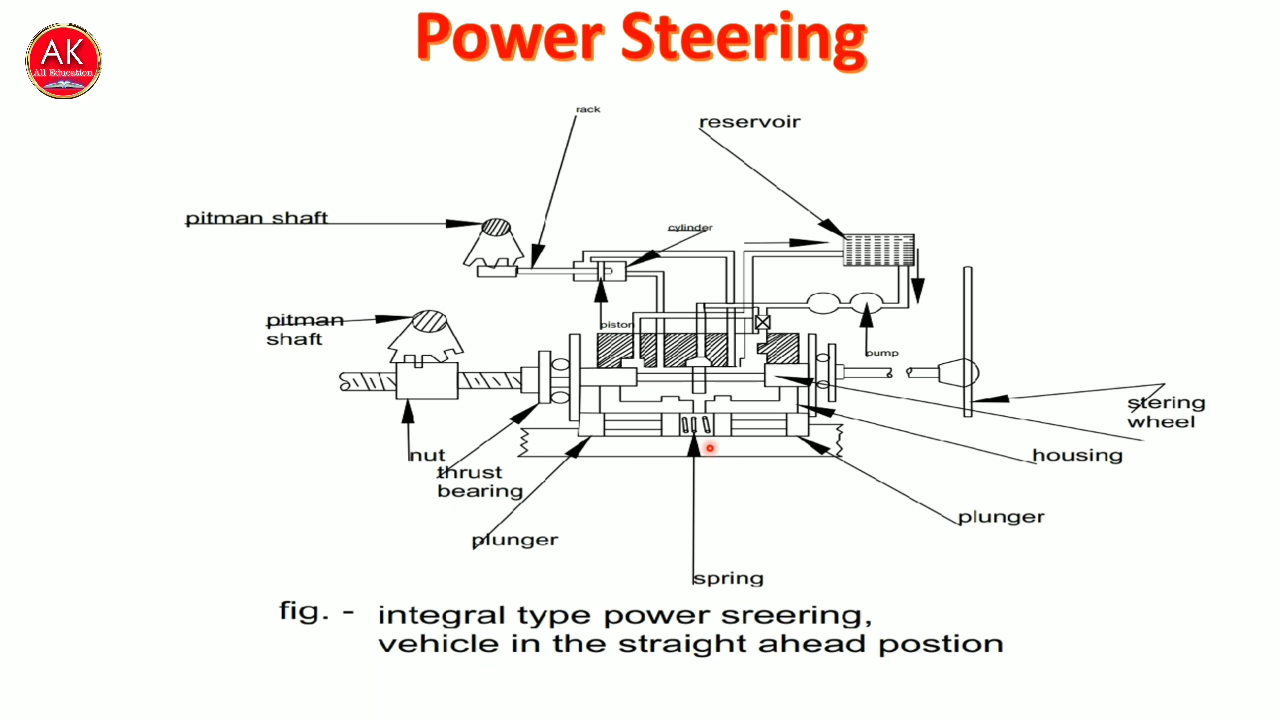 Power Steering
AK
All Education
rack
reservoir
pitman shaft
cylinder
pitman
shaft
piston
pump
stering
wheel
nut
thrust
bearing
housing
plunger
plunger
spring
fig. - integral type power sreering,
vehicle in the straight ahead postion